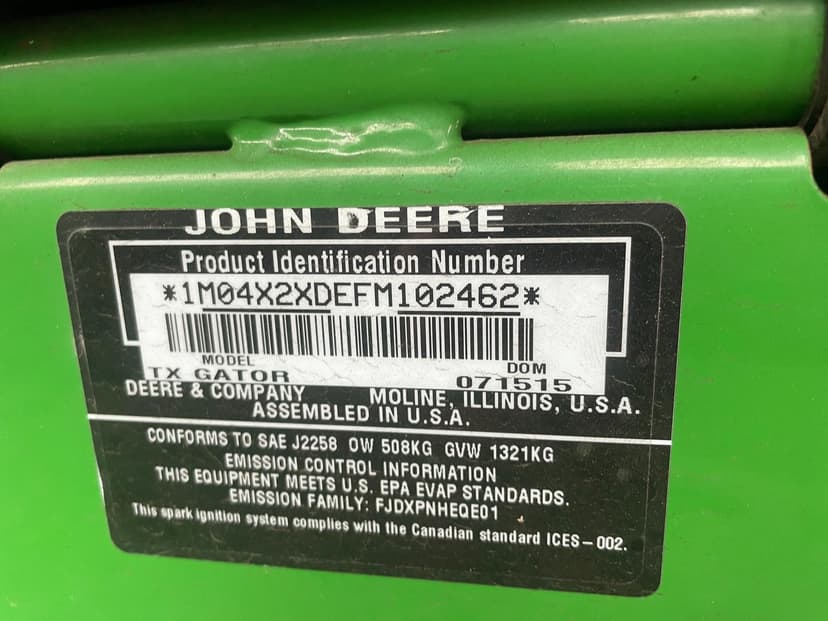 JOHN DEERE
Product Identification Number
*1M04X2XDEFM102462*
MODEL DOM
TX GATOR 071515
DEERE & COMPANY MOLINE, ILLINOIS, U.S.A.
ASSEMBLED IN U.S.A.
CONFORMS TO SAE J2258 OW 508KG GVW 1321KG
EMISSION CONTROL INFORMATION
THIS EQUIPMENT MEETS U.S. EPA EVAP STANDARDS.
EMISSION FAMILY: FJDXPNHEQE01
This spark ignition system complies with the Canadian standard ICES-002.